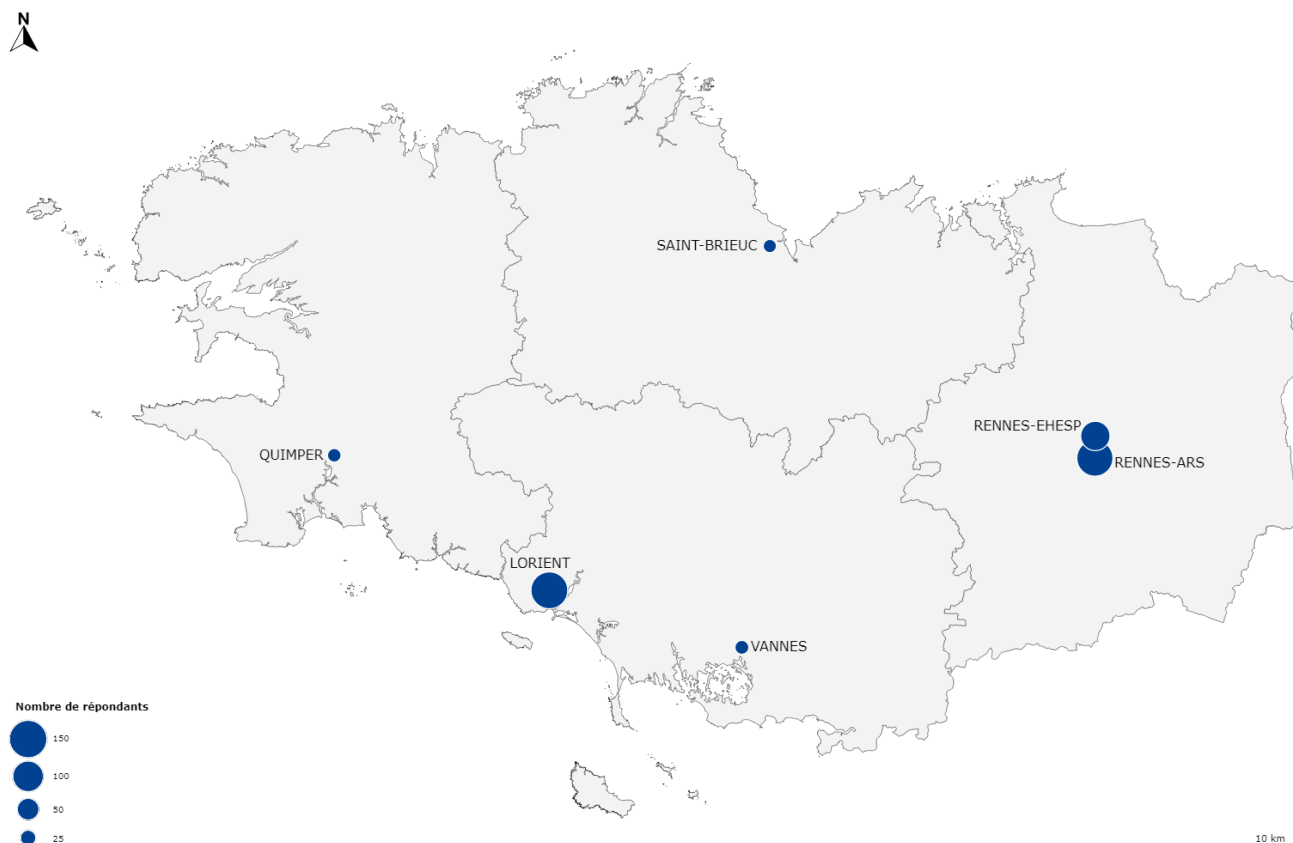 N
SAINT-BRIEUC
RENNES-EHESP
QUIMPER
RENNES-ARS
LORIENT
VANNES
Nombre de répondants
150
100
50
25
10 km